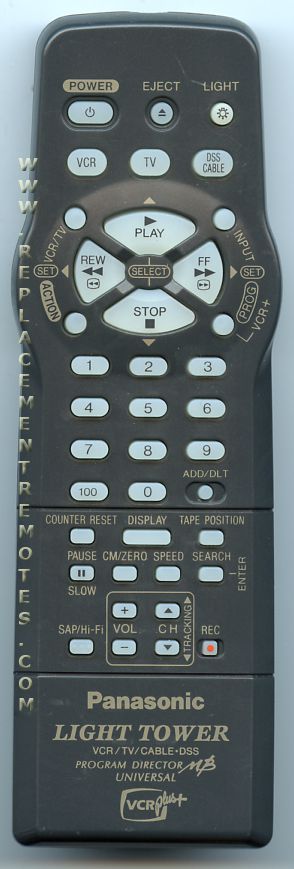 POWER EJECT LIGHT
VCR TV DSS CABLE
PLAY
VCR/TV INPUT
REW FF
SET SELECT SET
ACTION STOP PROG
VCR+
1 2 3
4 5 6
7 8 9
ADD/DLT
100 0
COUNTER RESET DISPLAY TAPE POSITION
PAUSE CM/ZERO SPEED SEARCH
SLOW ENTER
+
SAP/Hi-Fi VOL CH REC
TRACKING
−
Panasonic
LIGHT TOWER
VCR/TV/CABLE•DSS
PROGRAM DIRECTOR
UNIVERSAL
VCR plus+
WWW.REPLACEMENTREMOTES.COM